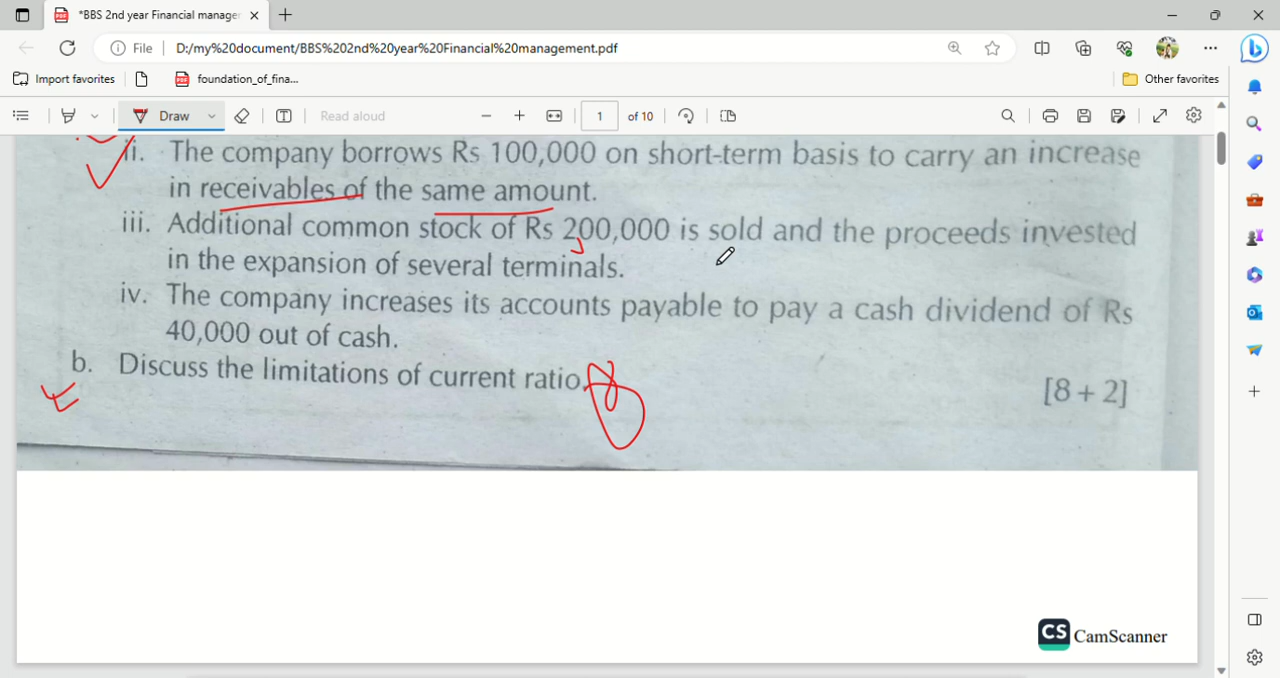 *BBS 2nd year Financial manager
File
D:/my%20document/BBS%202nd%20year%20Financial%20management.pdf
Import favorites
foundation_of_fina...
Other favorites
Draw
Read aloud
1 of 10
ii. The company borrows Rs 100,000 on short-term basis to carry an increase
in receivables of the same amount.
iii. Additional common stock of Rs 200,000 is sold and the proceeds invested
in the expansion of several terminals.
iv. The company increases its accounts payable to pay a cash dividend of Rs
40,000 out of cash.
b. Discuss the limitations of current ratio.
[8 + 2]
CS CamScanner